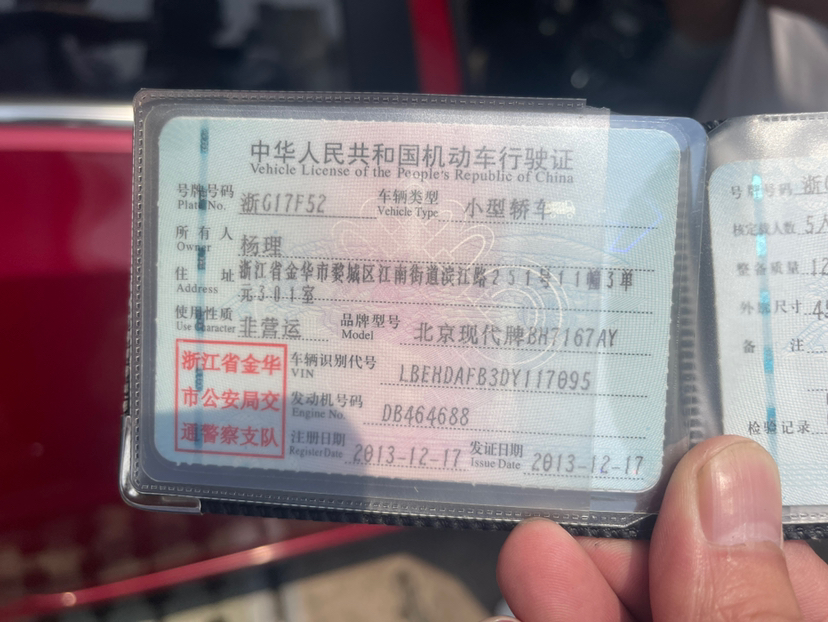 中华人民共和国机动车行驶证
Vehicle License of the People's Republic of China
号牌号码 浙G17F52 车辆类型 小型轿车
Plate No. Vehicle Type
所有人 杨理
Owner
住址 浙江省金华市婺城区江南街道滨江路251号11幢3单
Address 元301室
使用性质 非营运 品牌型号 北京现代牌BH7167AY
Use Character Model
浙江省金华
市公安局交
通警察支队
车辆识别代号 LBEHDAFB3DY117095
VIN
发动机号码 DB464688
Engine No.
注册日期 2013-12-17 发证日期 2013-12-17
Register Date Issue Date
号牌号码 浙
核定载人数 5人
整备质量 12
外廓尺寸
备注
检验记录